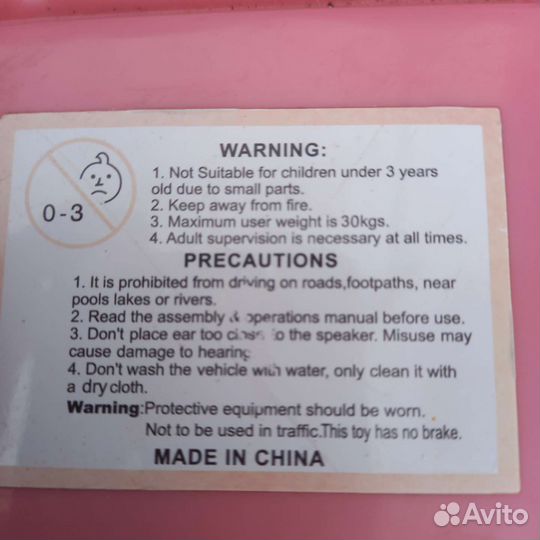 WARNING:
1. Not Suitable for children under 3 years
old due to small parts.
2. Keep away from fire.
3. Maximum user weight is 30kgs.
4. Adult supervision is necessary at all times.
0-3
PRECAUTIONS
1. It is prohibited from driving on roads,footpaths, near
pools lakes or rivers.
2. Read the assembly & operations manual before use.
3. Don't place ear too close to the speaker. Misuse may
cause damage to hearing
4. Don't wash the vehicle with water, only clean it with
a dry cloth.
Warning:Protective equipment should be worn.
Not to be used in traffic.This toy has no brake.
MADE IN CHINA
Avito